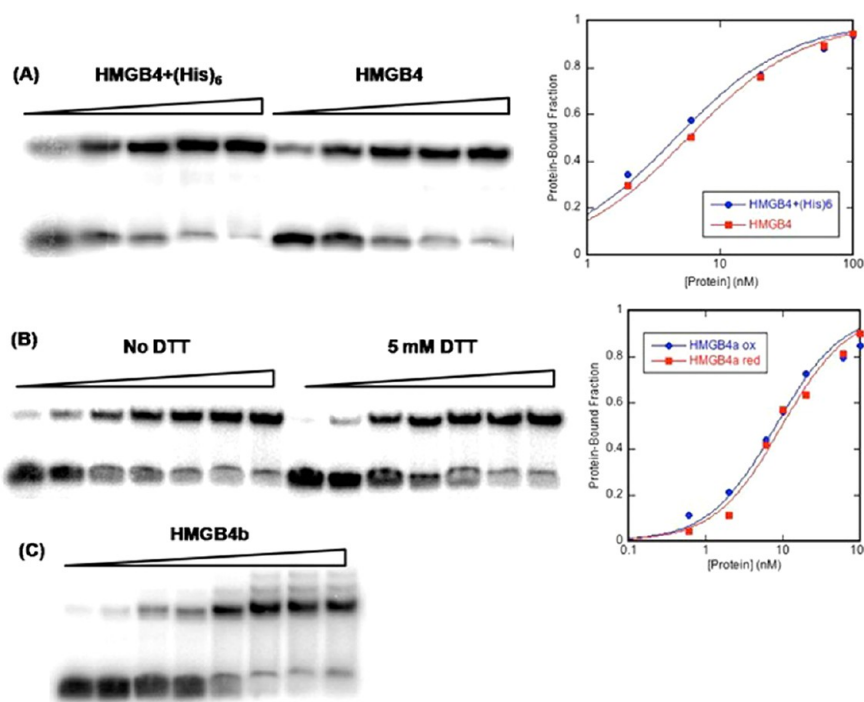 (A)
HMGB4+(His)6
HMGB4
Protein-Bound Fraction
1
0.8
0.6
0.4
0.2
0
HMGB4+(His)6
HMGB4
1
10
100
[Protein] (nM)
(B)
No DTT
5 mM DTT
Protein-Bound Fraction
1
0.8
0.6
0.4
0.2
0
HMGB4a ox
HMGB4a red
0.1
1
10
10
[Protein] (nM)
(C)
HMGB4b